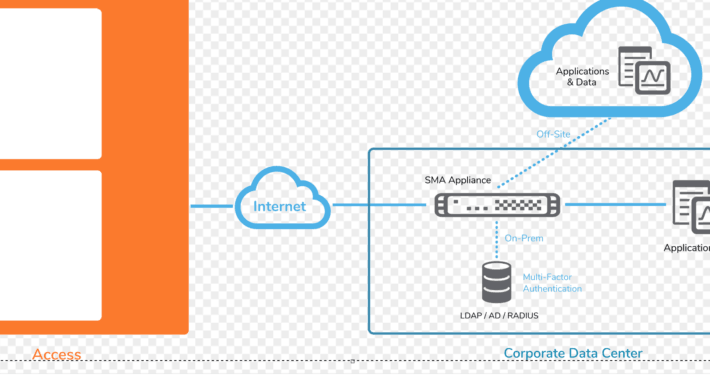 Applications
& Data
Off-Site
SMA Appliance
Internet
On-Prem
Multi-Factor
Authentication
LDAP / AD / RADIUS
Access
Corporate Data Center